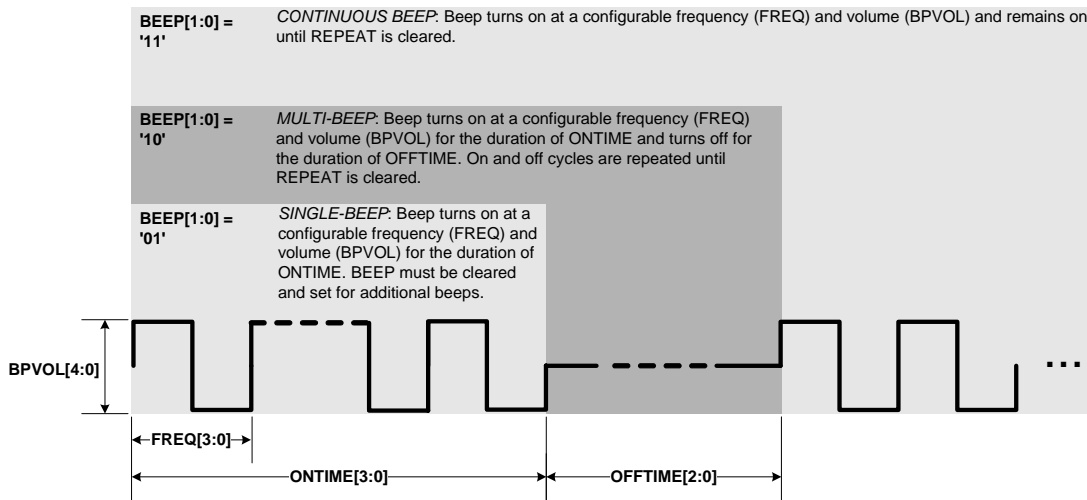 BEEP[1:0] =
'11'
CONTINUOUS BEEP: Beep turns on at a configurable frequency (FREQ) and volume (BPVOL) and remains on
until REPEAT is cleared.
BEEP[1:0] =
'10'
MULTI-BEEP: Beep turns on at a configurable frequency (FREQ)
and volume (BPVOL) for the duration of ONTIME and turns off for
the duration of OFFTIME. On and off cycles are repeated until
REPEAT is cleared.
BEEP[1:0] =
'01'
SINGLE-BEEP: Beep turns on at a
configurable frequency (FREQ) and
volume (BPVOL) for the duration of
ONTIME. BEEP must be cleared
and set for additional beeps.
BPVOL[4:0]
...
FREQ[3:0]
ONTIME[3:0]
OFFTIME[2:0]